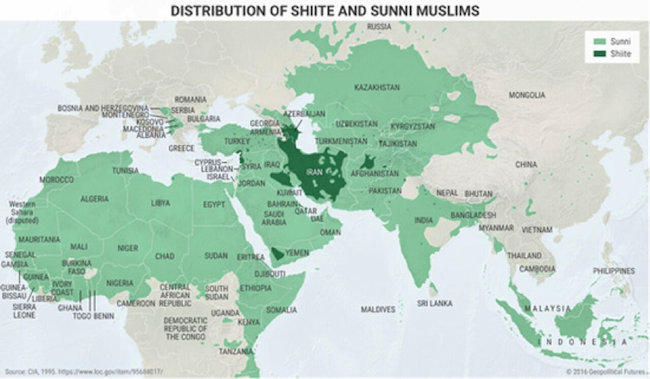 DISTRIBUTION OF SHIITE AND SUNNI MUSLIMS
RUSSIA
Sunni
Shiite
KAZAKHSTAN
MONGOLIA
ROMANIA
BOSNIA AND HERZEGOVINA
SERBIA
MONTENEGRO
BULGARIA
KOSOVO
MACEDONIA
ALBANIA
GREECE
GEORGIA
AZERBAIJAN
ARMENIA
UZBEKISTAN
KYRGYZSTAN
TURKEY
TURKMENISTAN
TAJIKISTAN
CHINA
CYPRUS
LEBANON
ISRAEL
SYRIA
IRAQ
IRAN
AFGHANISTAN
TUNISIA
MOROCCO
JORDAN
KUWAIT
PAKISTAN
NEPAL
BHUTAN
ALGERIA
LIBYA
EGYPT
BAHRAIN
QATAR
SAUDI
ARABIA
UAE
OMAN
INDIA
BANGLADESH
MYANMAR
VIETNAM
Western
Sahara
(disputed)
MAURITANIA
MALI
NIGER
CHAD
SUDAN
ERITREA
YEMEN
THAILAND
CAMBODIA
PHILIPPINES
SENEGAL
GAMBIA
GUINEA
GUINEA-
BISSAU
SIERRA
LEONE
LIBERIA
BURKINA
FASO
IVORY
COAST
GHANA
TOGO
BENIN
NIGERIA
CAMEROON
CENTRAL
AFRICAN
REPUBLIC
SOUTH
SUDAN
DJIBOUTI
ETHIOPIA
SOMALIA
UGANDA
KENYA
DEMOCRATIC
REPUBLIC OF
THE CONGO
TANZANIA
MALDIVES
SRI LANKA
MALAYSIA
INDONESIA
Source: CIA, 1995. https://www.loc.gov/item/95684017/
© 2016 Geopolitical Futures